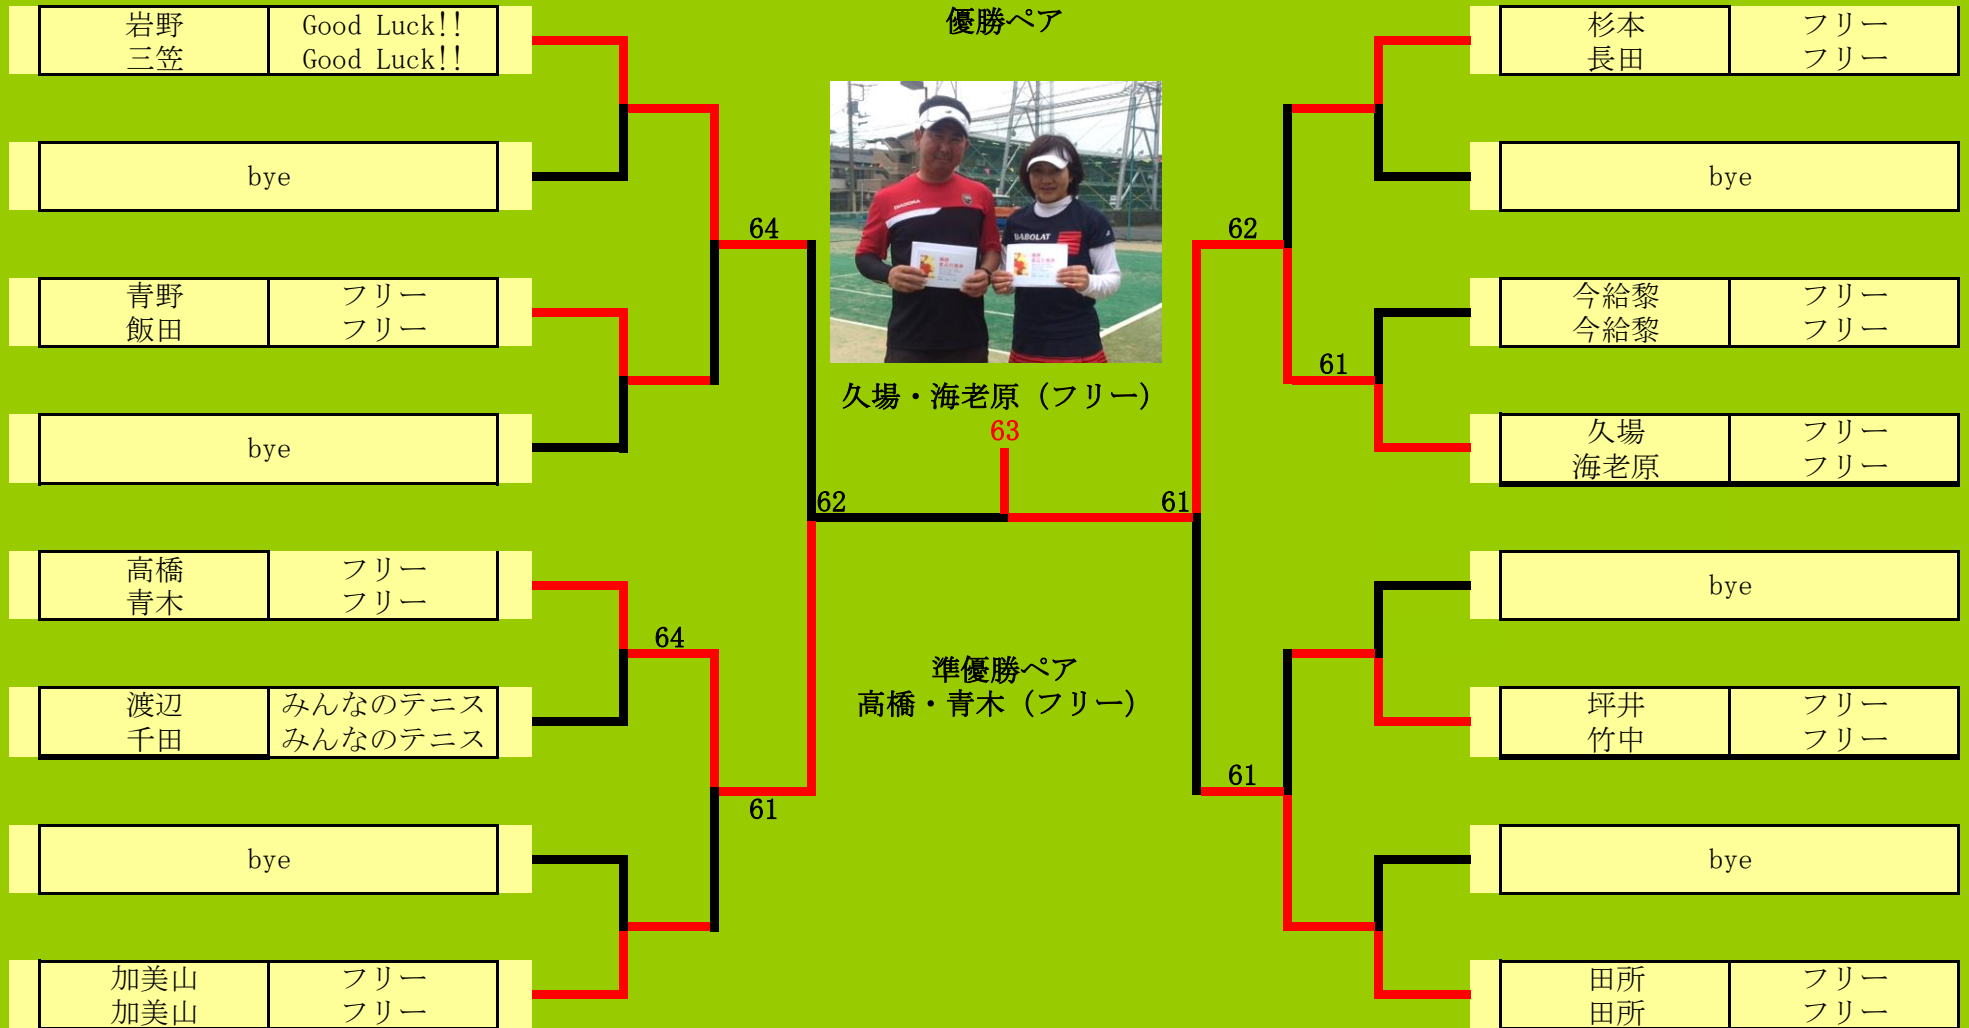 岩野 Good Luck!!
三笠 Good Luck!!
bye
青野 フリー
飯田 フリー
bye
高橋 フリー
青木 フリー
渡辺 みんなのテニス
千田 みんなのテニス
bye
加美山 フリー
加美山 フリー
64
64
61
62
優勝ペア
DIADORA
BABOLAT
久場・海老原（フリー）
63
準優勝ペア
高橋・青木（フリー）
61
62
61
61
杉本 フリー
長田 フリー
bye
今給黎 フリー
今給黎 フリー
久場 フリー
海老原 フリー
bye
坪井 フリー
竹中 フリー
bye
田所 フリー
田所 フリー